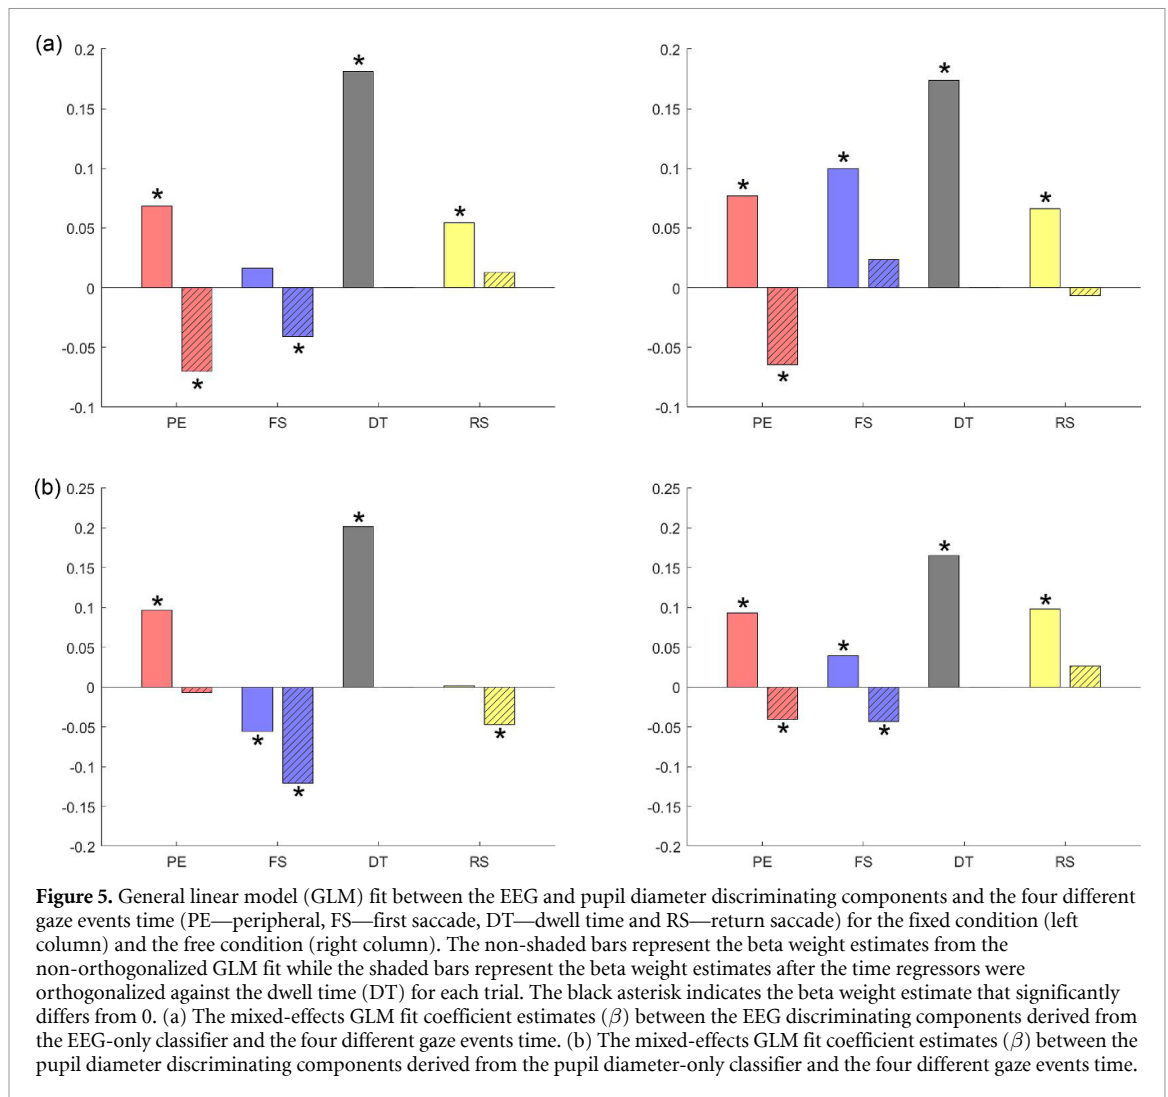 (a)
0.2
0.15
0.1
0.05
0
-0.05
-0.1
* * * * *
PE FS DT RS
0.2
0.15
0.1
0.05
0
-0.05
-0.1
* * * * *
PE FS DT RS
(b)
0.25
0.2
0.15
0.1
0.05
0
-0.05
-0.1
-0.15
-0.2
* * * * *
PE FS DT RS
0.25
0.2
0.15
0.1
0.05
0
-0.05
-0.1
-0.15
-0.2
* * * * * *
PE FS DT RS
Figure 5. General linear model (GLM) fit between the EEG and pupil diameter discriminating components and the four different
gaze events time (PE—peripheral, FS—first saccade, DT—dwell time and RS—return saccade) for the fixed condition (left
column) and the free condition (right column). The non-shaded bars represent the beta weight estimates from the
non-orthogonalized GLM fit while the shaded bars represent the beta weight estimates after the time regressors were
orthogonalized against the dwell time (DT) for each trial. The black asterisk indicates the beta weight estimate that significantly
differs from 0. (a) The mixed-effects GLM fit coefficient estimates (β) between the EEG discriminating components derived from
the EEG-only classifier and the four different gaze events time. (b) The mixed-effects GLM fit coefficient estimates (β) between the
pupil diameter discriminating components derived from the pupil diameter-only classifier and the four different gaze events time.